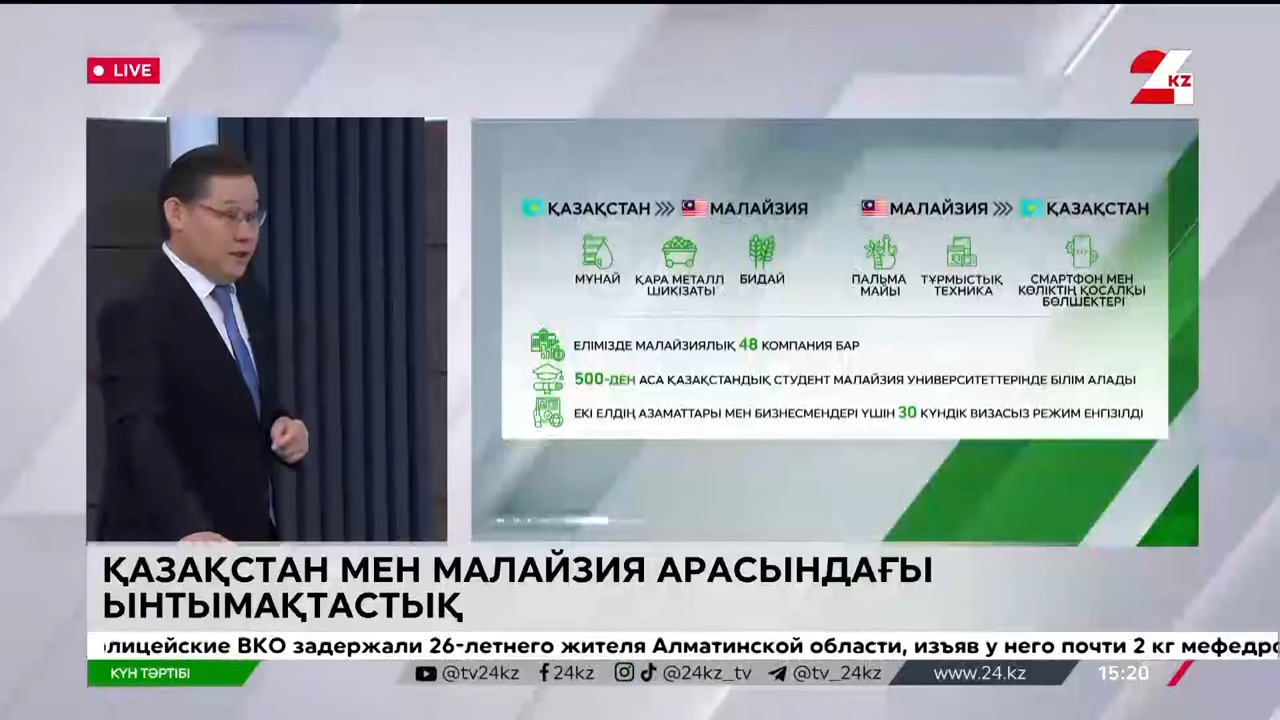 LIVE
24 KZ
ҚАЗАҚСТАН МАЛАЙЗИЯ
МҰНАЙ
ҚАРА МЕТАЛЛ
ШИКІЗАТЫ
БИДАЙ
МАЛАЙЗИЯ ҚАЗАҚСТАН
ПАЛЬМА
МАЙЫ
ТҰРМЫСТЫҚ
ТЕХНИКА
СМАРТФОН МЕН
КӨЛІКТІҢ ҚОСАЛҚЫ
БӨЛШЕКТЕРІ
ЕЛІМІЗДЕ МАЛАЙЗИЯЛЫҚ 48 КОМПАНИЯ БАР
500-ДЕН АСА ҚАЗАҚСТАНДЫҚ СТУДЕНТ МАЛАЙЗИЯ УНИВЕРСИТЕТТЕРІНДЕ БІЛІМ АЛАДЫ
ЕКІ ЕЛДІҢ АЗАМАТТАРЫ МЕН БИЗНЕСМЕНДЕРІ ҮШІН 30 КҮНДІК ВИЗАСЫЗ РЕЖИМ ЕНГІЗІЛДІ
ҚАЗАҚСТАН МЕН МАЛАЙЗИЯ АРАСЫНДАҒЫ
ЫНТЫМАҚТАСТЫҚ
лицейские ВКО задержали 26-летнего жителя Алматинской области, изъяв у него почти 2 кг мефедро
КҮН ТӘРТІБІ @tv24kz 24kz @24kz_tv @tv_24kz www.24.kz 15:20